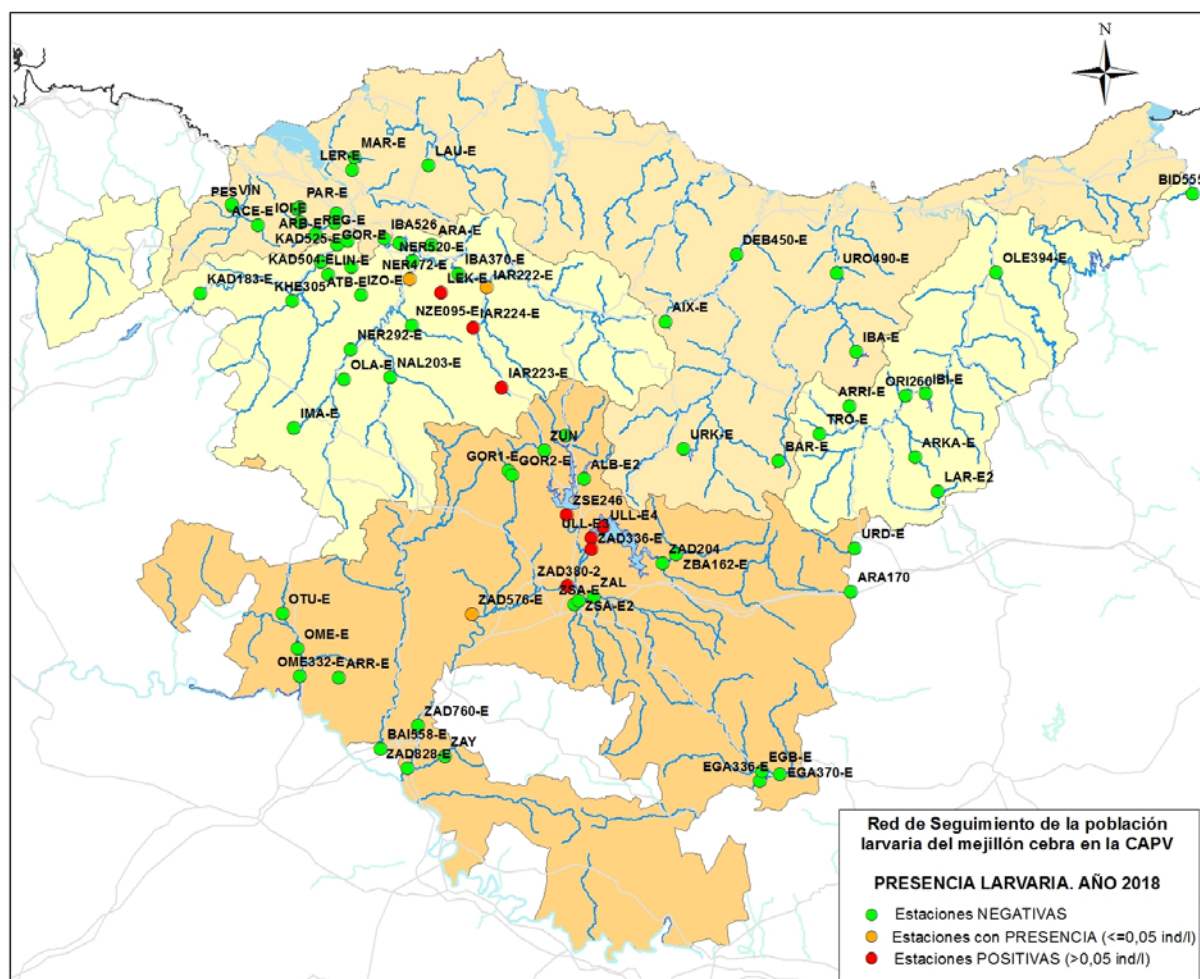 N
MAR-E
LER-E
LAU-E
PES
VIN
PAR-E
IOI-E
ACE-E
ARB-E
REG-E
IBA526
ARA-E
KAD525-E
GOR-E
NER520-E
KAD504-E
LIN-E
NER472-E
IBA370-E
KAD183-E
ATB-E
IZO-E
LEK-E
IAR222-E
KHE305
NZE095-E
IAR224-E
NER292-E
OLA-E
NAL203-E
IAR223-E
IMA-E
BID555
DEB450-E
URO490-E
OLE394-E
AIX-E
IBA-E
ARRI-E
ORI260
IBI-E
TRO-E
URK-E
BAR-E
ARKA-E
LAR-E2
ZUN
GOR1-E
GOR2-E
ALB-E2
ZSE246
ULL-E4
ULL-E3
ZAD336-E
ZAD204
ZBA162-E
URD-E
ARA170
ZAD380-2
ZAL
ZSA-E
ZSA-E2
ZAD576-E
OTU-E
OME-E
OME332-E
ARR-E
ZAD760-E
BAI558-E
ZAY
ZAD828-E
EGB-E
EGA336-E
EGA370-E
Red de Seguimiento de la población
larvaria del mejillón cebra en la CAPV
PRESENCIA LARVARIA. AÑO 2018
Estaciones NEGATIVAS
Estaciones con PRESENCIA (<=0,05 ind/l)
Estaciones POSITIVAS (>0,05 ind/l)